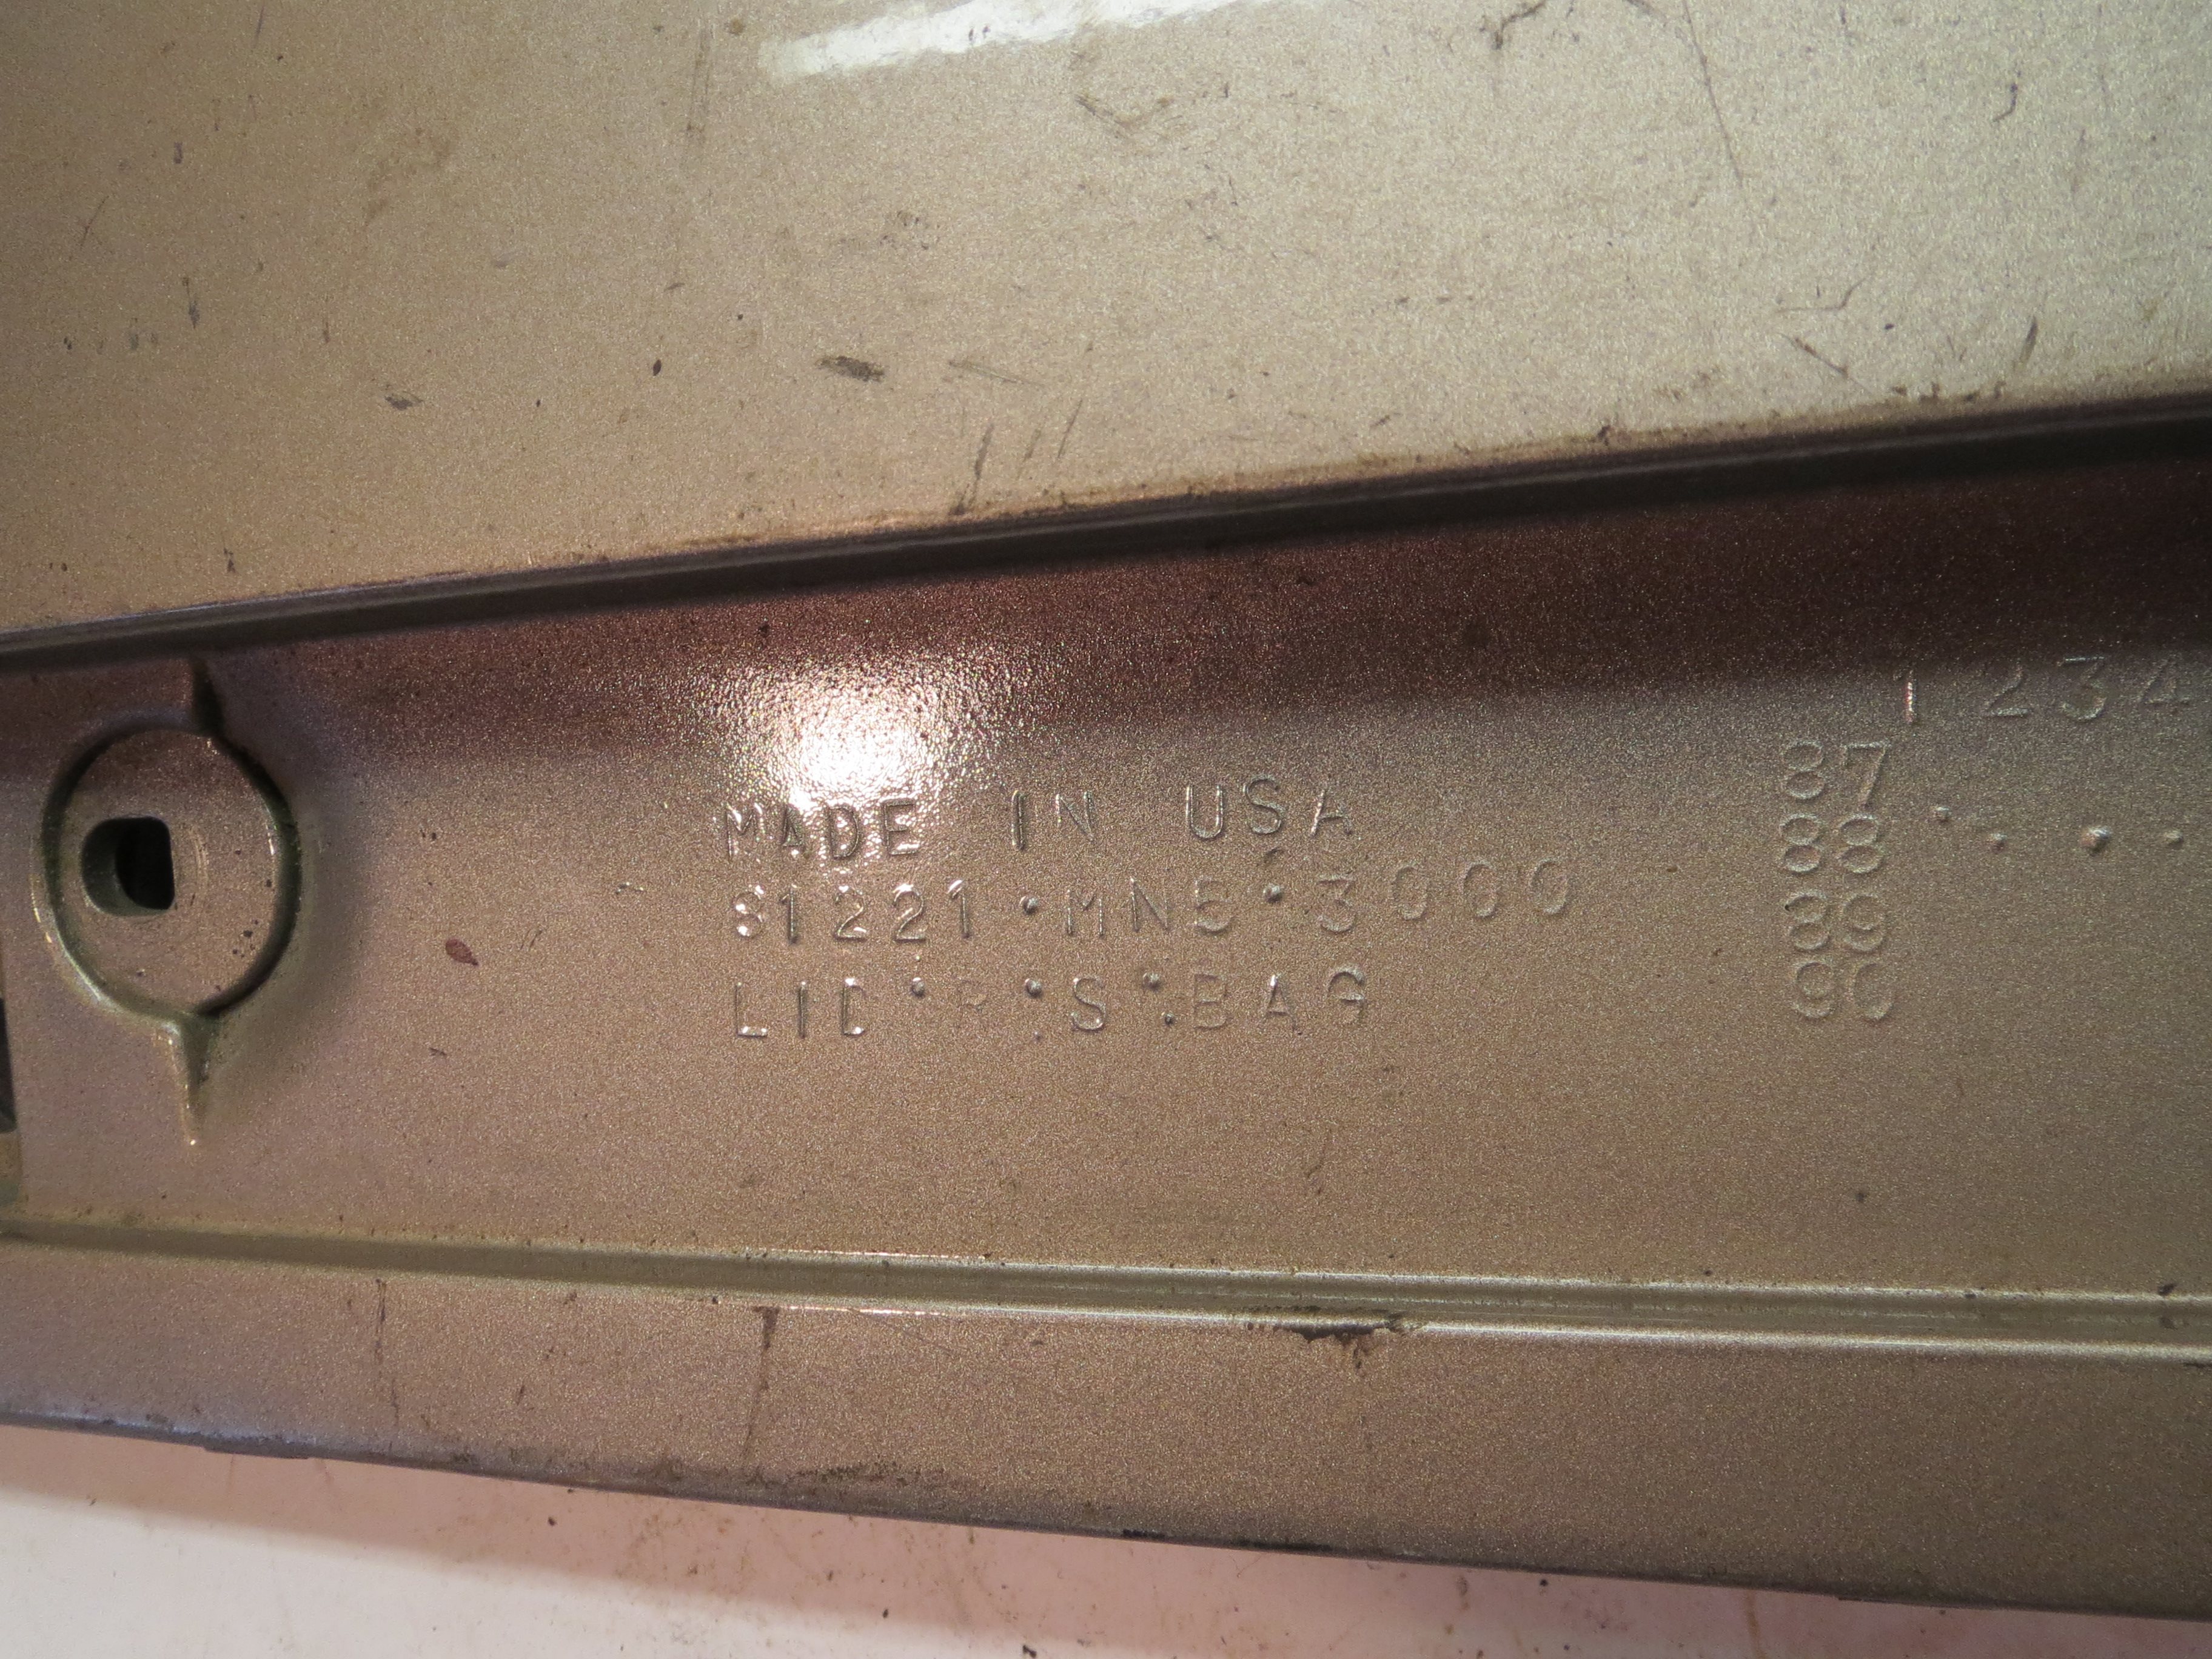 MADE IN USA
81221·MN5·3000
LID·R·S·BAG
1 2 3 4
87
88
89
90